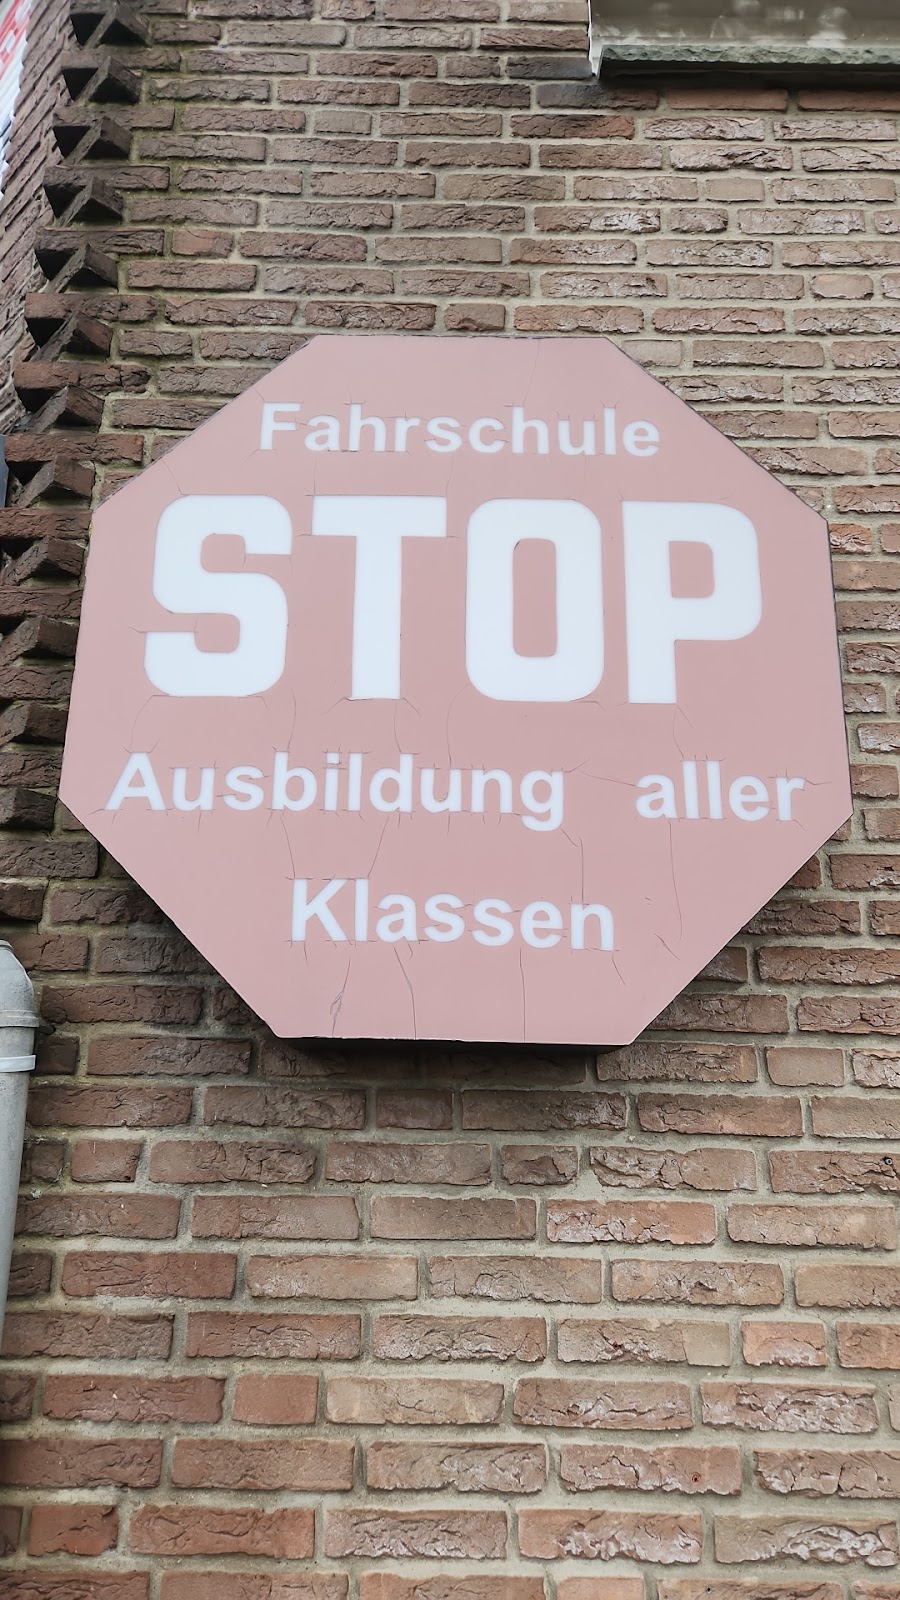 Fahrschule
STOP
Ausbildung aller
Klassen